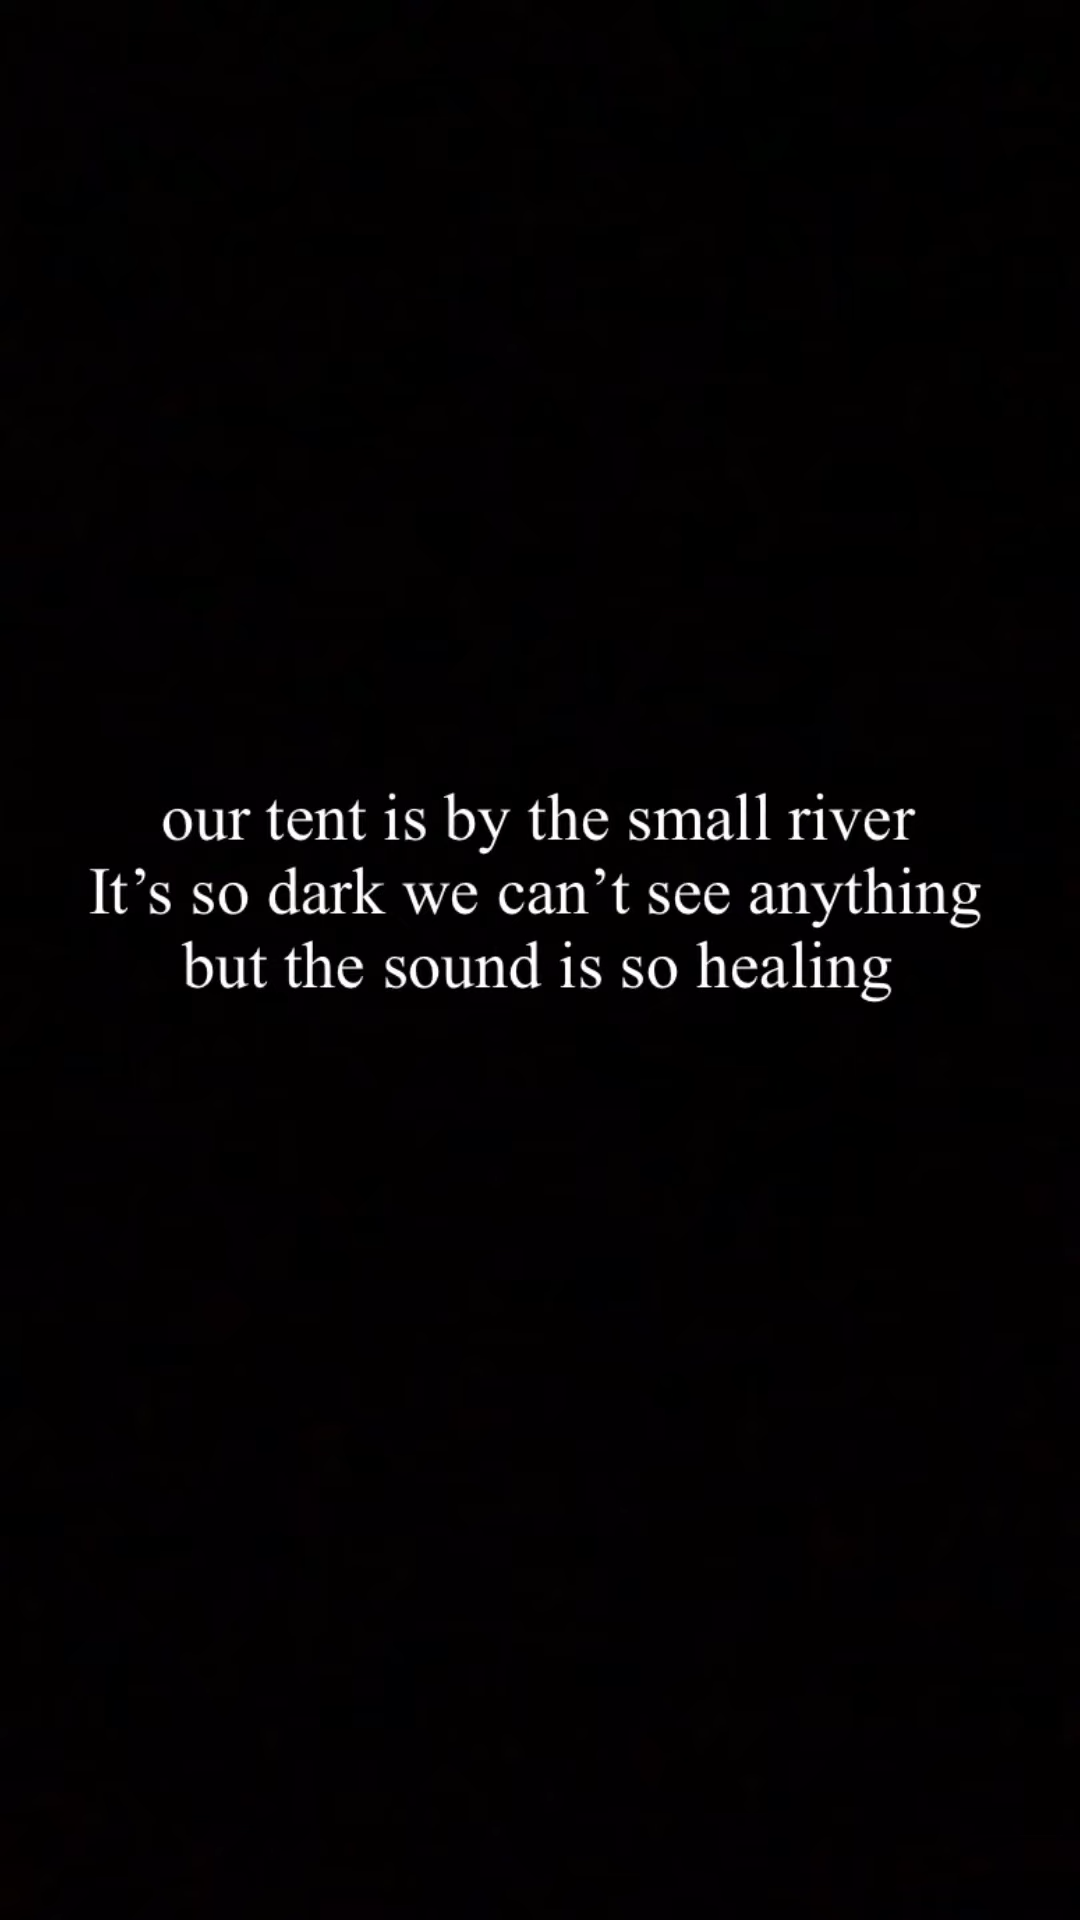 our tent is by the small river
It’s so dark we can’t see anything
but the sound is so healing